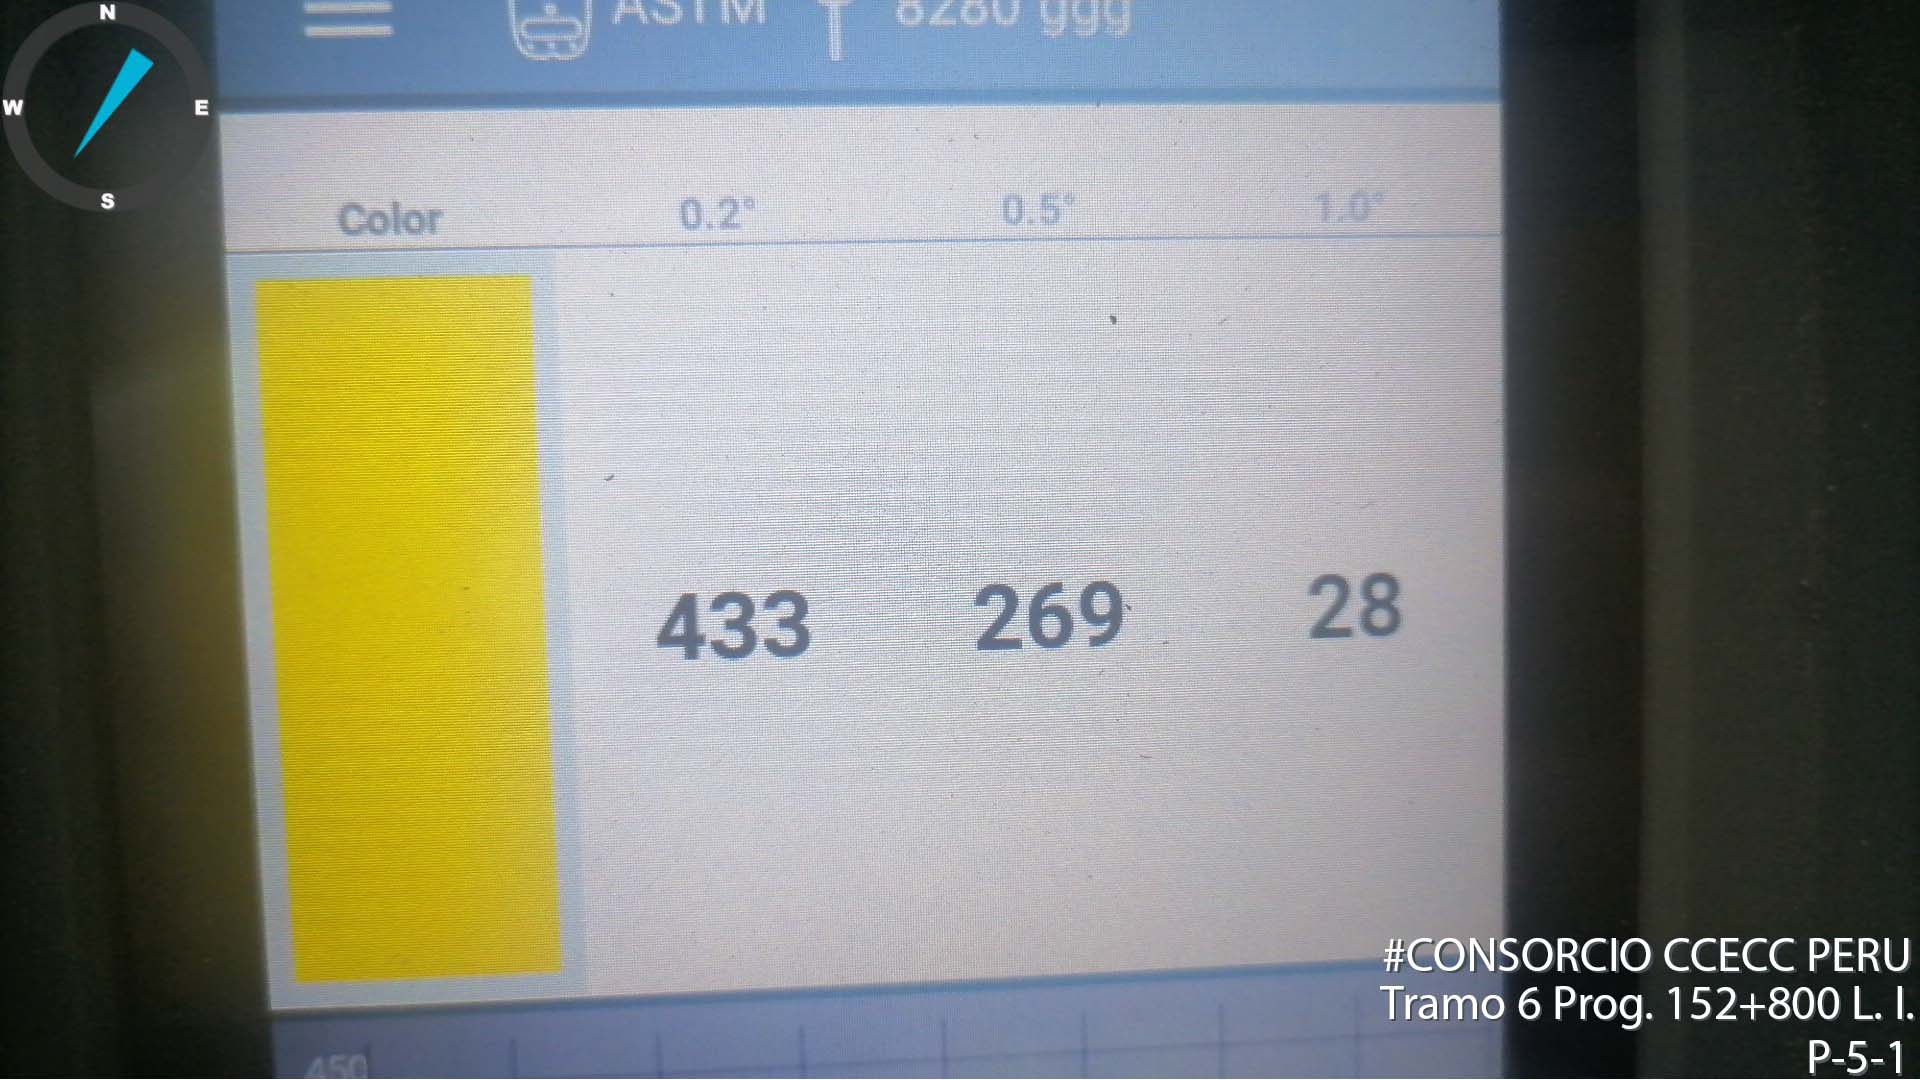 N
W
E
S
ASTM 8280 ggg
Color 0.2° 0.5° 1.0°
433 269 28
450
#CONSORCIO CCECC PERU
Tramo 6 Prog. 152+800 L. I.
P-5-1